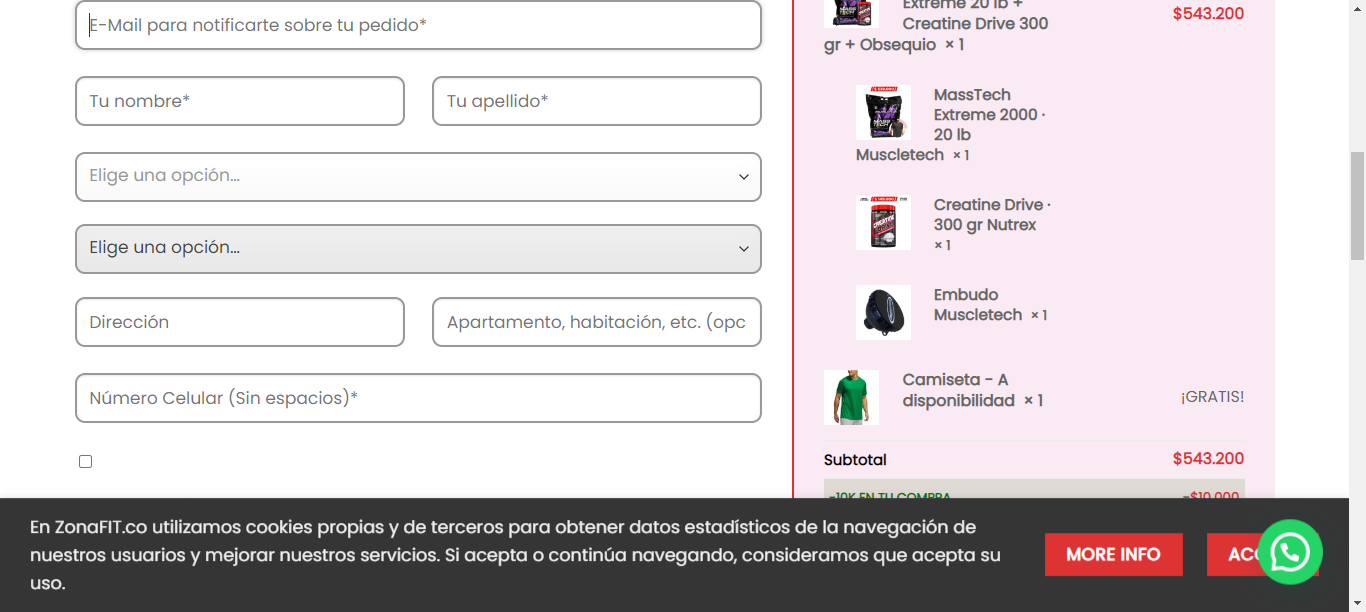 E-Mail para notificarte sobre tu pedido*
Tu nombre*
Tu apellido*
Elige una opción...
Elige una opción...
Dirección
Apartamento, habitación, etc. (opc
Número Celular (Sin espacios)*
Extreme 20 lb +
Creatine Drive 300
gr + Obsequio × 1
$543.200
MassTech
Extreme 2000 ·
20 lb
Muscletech × 1
Creatine Drive ·
300 gr Nutrex
× 1
Embudo
Muscletech × 1
Camiseta - A
disponibilidad × 1
¡GRATIS!
Subtotal
$543.200
-10K EN TU COMPRA
-$10.000
En ZonaFIT.co utilizamos cookies propias y de terceros para obtener datos estadísticos de la navegación de
nuestros usuarios y mejorar nuestros servicios. Si acepta o continúa navegando, consideramos que acepta su
uso.
MORE INFO